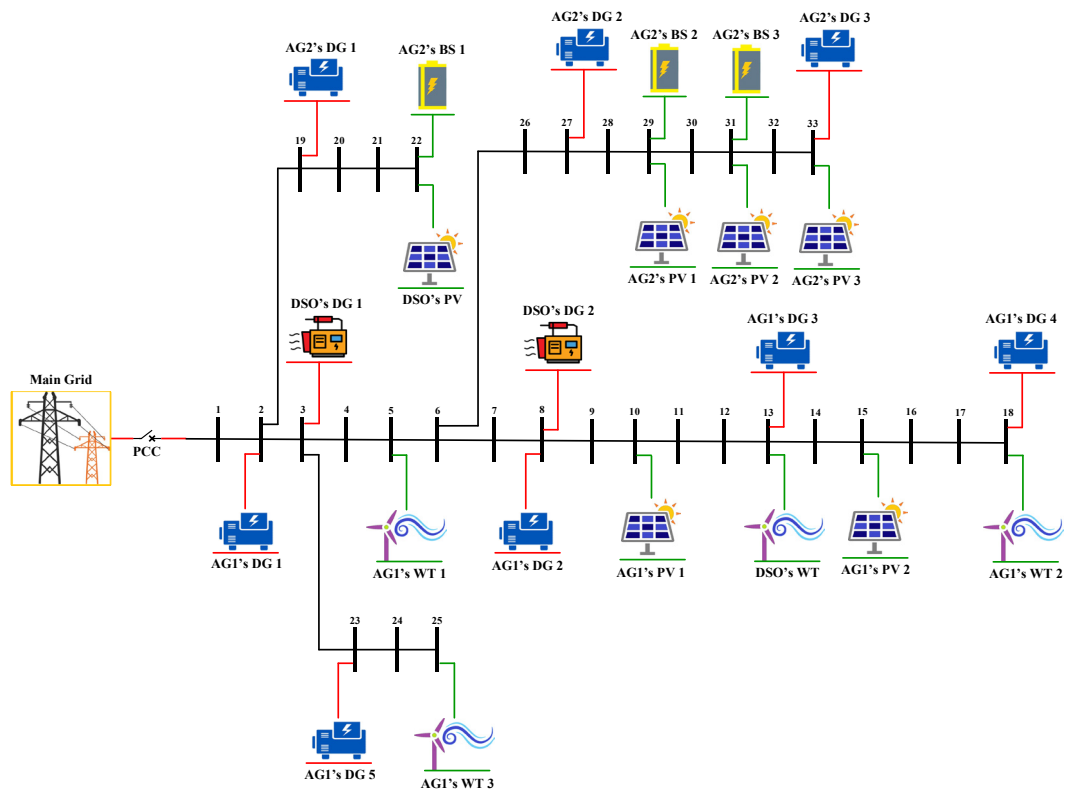 AG2's DG 1
AG2's BS 1
AG2's DG 2
AG2's BS 2
AG2's BS 3
AG2's DG 3
19
20
21
22
26
27
28
29
30
31
32
33
DSO's PV
AG2's PV 1
AG2's PV 2
AG2's PV 3
DSO's DG 1
DSO's DG 2
AG1's DG 3
AG1's DG 4
Main Grid
PCC
1
2
3
4
5
6
7
8
9
10
11
12
13
14
15
16
17
18
AG1's DG 1
AG1's WT 1
AG1's DG 2
AG1's PV 1
DSO's WT
AG1's PV 2
AG1's WT 2
23
24
25
AG1's DG 5
AG1's WT 3